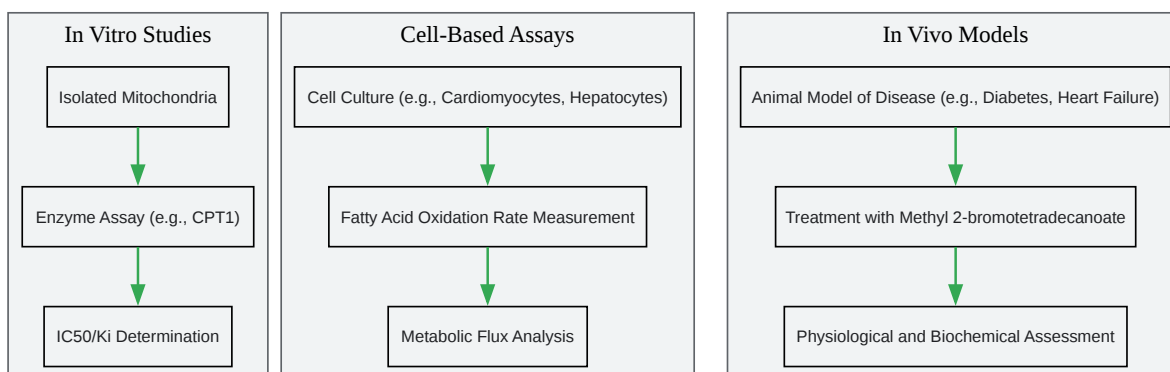 In Vitro Studies
Isolated Mitochondria
Enzyme Assay (e.g., CPT1)
IC50/Ki Determination
Cell-Based Assays
Cell Culture (e.g., Cardiomyocytes, Hepatocytes)
Fatty Acid Oxidation Rate Measurement
Metabolic Flux Analysis
In Vivo Models
Animal Model of Disease (e.g., Diabetes, Heart Failure)
Treatment with Methyl 2-bromotetradecanoate
Physiological and Biochemical Assessment